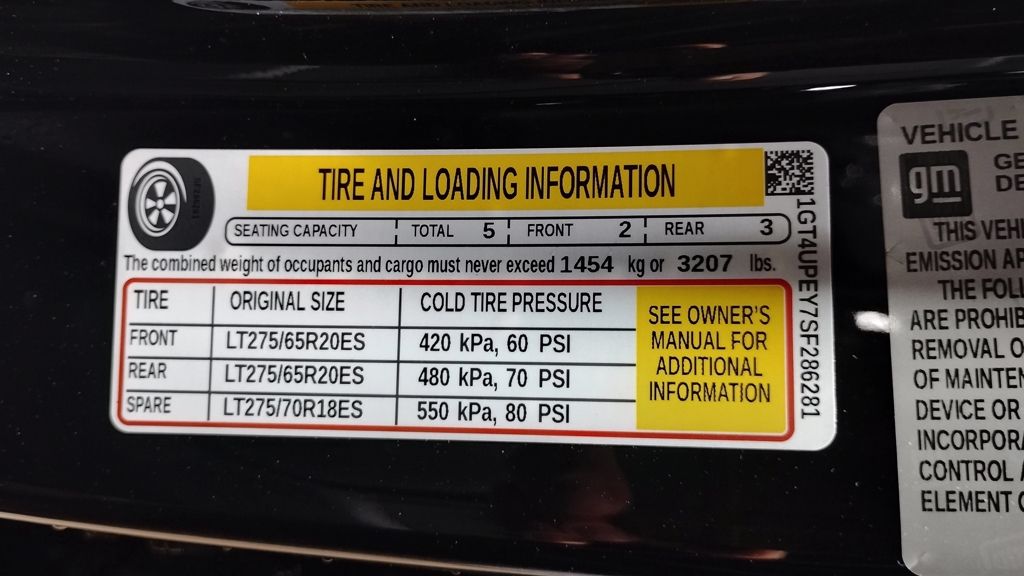 TIRE AND LOADING INFORMATION
SEATING CAPACITY TOTAL 5 FRONT 2 REAR 3
The combined weight of occupants and cargo must never exceed 1454 kg or 3207 lbs.
TIRE ORIGINAL SIZE COLD TIRE PRESSURE
FRONT LT275/65R20ES 420 kPa, 60 PSI
REAR LT275/65R20ES 480 kPa, 70 PSI
SPARE LT275/70R18ES 550 kPa, 80 PSI
SEE OWNER'S
MANUAL FOR
ADDITIONAL
INFORMATION
1GT4UPEY7SF286281
VEHICLE
gm
GE
DE
THIS VEHI
EMISSION
THE
ARE PROHIB
REMOVAL O
OF MAINTEN
DEVICE OR
INCORPORA
CONTROL
ELEMENT